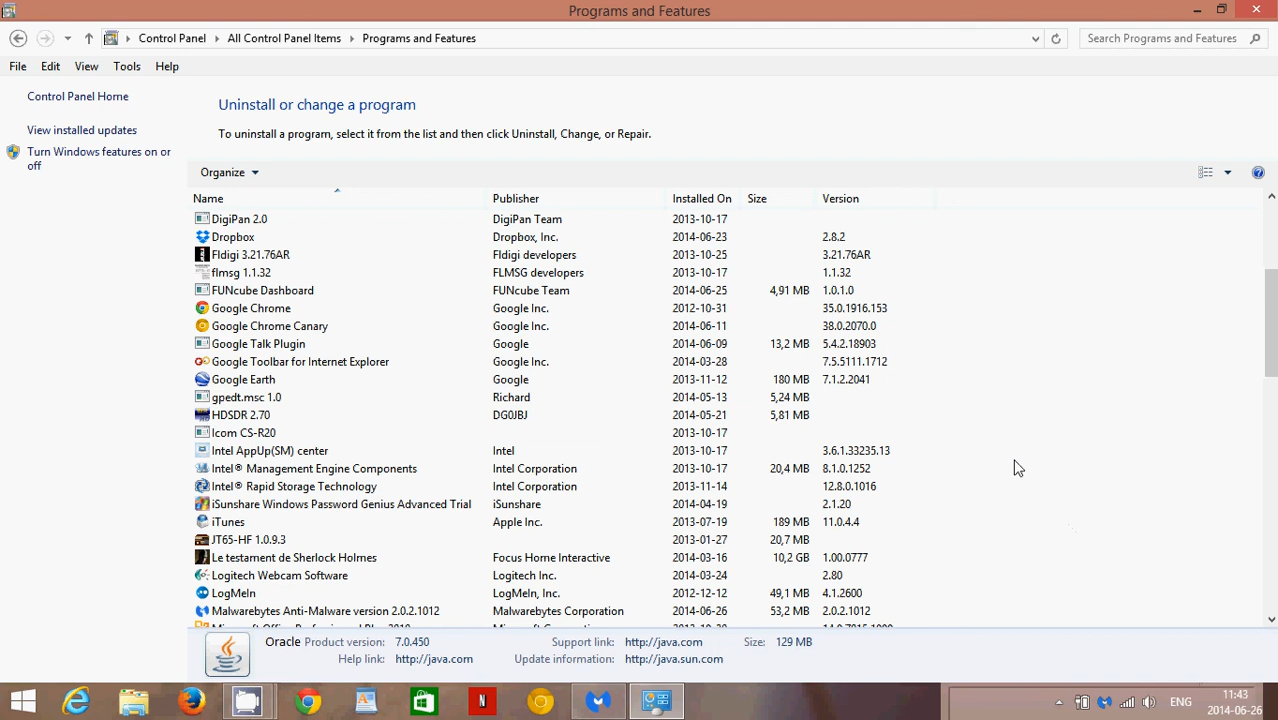 Programs and Features
Control Panel All Control Panel Items Programs and Features Search Programs and Features
File Edit View Tools Help
Control Panel Home
View installed updates
Turn Windows features on or off
Uninstall or change a program
To uninstall a program, select it from the list and then click Uninstall, Change, or Repair.
Organize
Name Publisher Installed On Size Version
DigiPan 2.0 DigiPan Team 2013-10-17
Dropbox Dropbox, Inc. 2014-06-23 2.8.2
Fldigi 3.21.76AR Fldigi developers 2013-10-25 3.21.76AR
flmsg 1.1.32 FLMSG developers 2013-10-17 1.1.32
FUNcube Dashboard FUNcube Team 2014-06-25 4,91 MB 1.0.1.0
Google Chrome Google Inc. 2012-10-31 35.0.1916.153
Google Chrome Canary Google Inc. 2014-06-11 38.0.2070.0
Google Talk Plugin Google 2014-06-09 13,2 MB 5.4.2.18903
Google Toolbar for Internet Explorer Google Inc. 2014-03-28 7.5.5111.1712
Google Earth Google 2013-11-12 180 MB 7.1.2.2041
gpedt.msc 1.0 Richard 2014-05-13 5,24 MB
HDSDR 2.70 DG0JBJ 2014-05-21 5,81 MB
Icom CS-R20 2013-10-17
Intel AppUp(SM) center Intel 2013-10-17 3.6.1.33235.13
Intel® Management Engine Components Intel Corporation 2013-10-17 20,4 MB 8.1.0.1252
Intel® Rapid Storage Technology Intel Corporation 2013-11-14 12.8.0.1016
iSunshare Windows Password Genius Advanced Trial iSunshare 2014-04-19 2.1.20
iTunes Apple Inc. 2013-07-19 189 MB 11.0.4.4
JT65-HF 1.0.9.3 2013-01-27 20,7 MB
Le testament de Sherlock Holmes Focus Home Interactive 2014-03-16 10,2 GB 1.00.0777
Logitech Webcam Software Logitech Inc. 2014-03-24 2.80
LogMeIn LogMeIn, Inc. 2012-12-12 49,1 MB 4.1.2600
Malwarebytes Anti-Malware version 2.0.2.1012 Malwarebytes Corporation 2014-06-26 53,2 MB 2.0.2.1012
Oracle Product version: 7.0.450 Support link: http://java.com Size: 129 MB
Help link: http://java.com Update information: http://java.sun.com
N ENG 11:43
2014-06-26